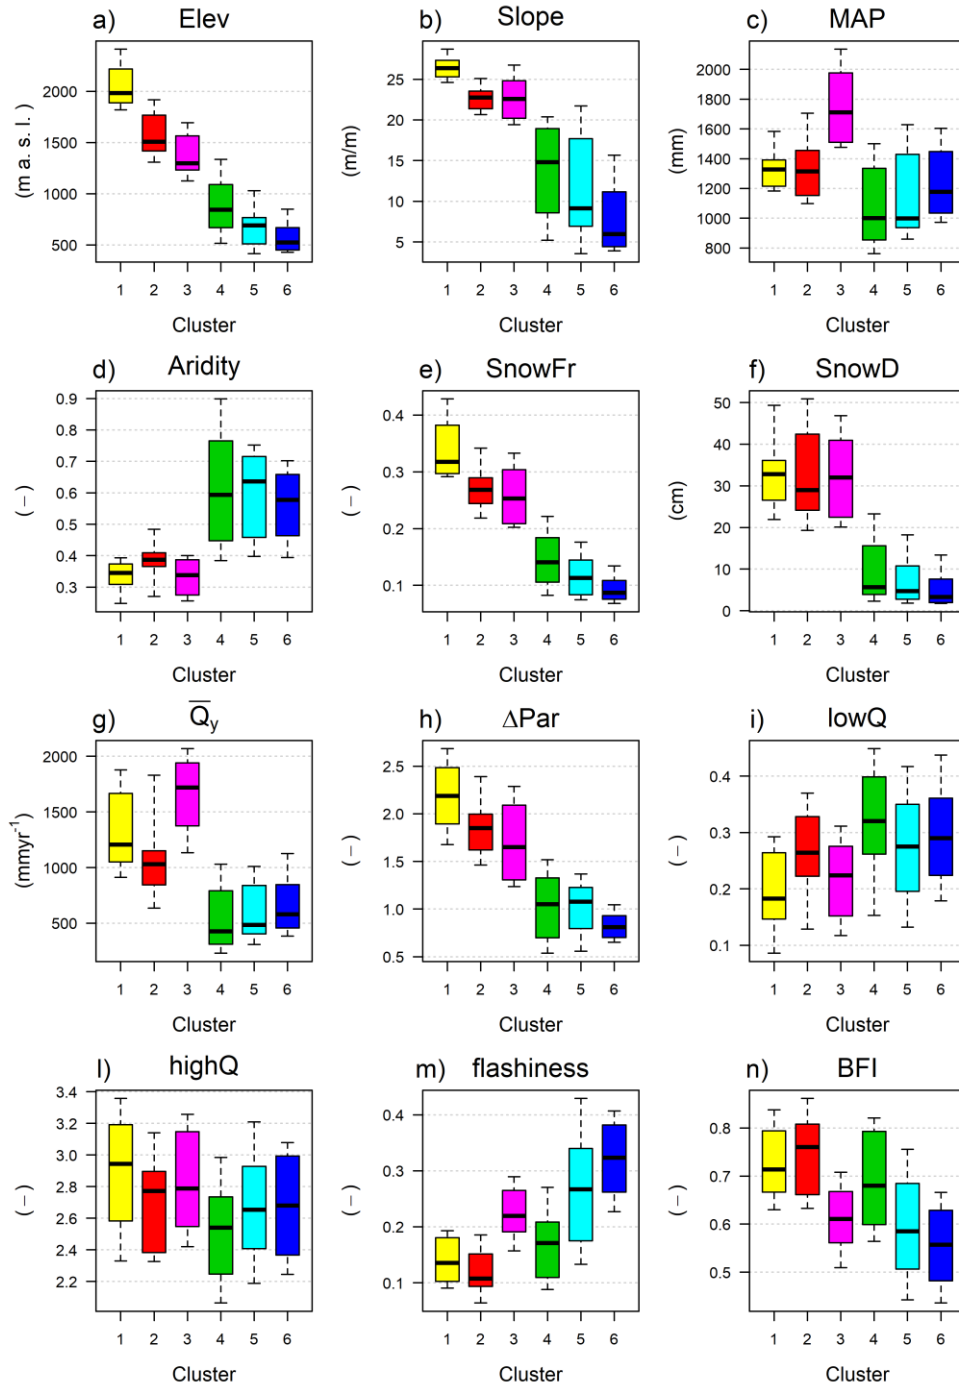 a) Elev
b) Slope
c) MAP
(m a. s. l. )
2000
1500
1000
500
1 2 3 4 5 6
Cluster
(m/m)
25
20
15
10
5
1 2 3 4 5 6
Cluster
(mm)
2000
1800
1600
1400
1200
1000
800
1 2 3 4 5 6
Cluster
d) Aridity
e) SnowFr
f) SnowD
( − )
0.9
0.8
0.7
0.6
0.5
0.4
0.3
1 2 3 4 5 6
Cluster
( − )
0.4
0.3
0.2
0.1
1 2 3 4 5 6
Cluster
(cm)
50
40
30
20
10
0
1 2 3 4 5 6
Cluster
g) Q̅y
h) ΔPar
i) lowQ
(mmyr⁻¹)
2000
1500
1000
500
1 2 3 4 5 6
Cluster
( − )
2.5
2.0
1.5
1.0
0.5
1 2 3 4 5 6
Cluster
( − )
0.4
0.3
0.2
0.1
1 2 3 4 5 6
Cluster
l) highQ
m) flashiness
n) BFI
( − )
3.4
3.2
3.0
2.8
2.6
2.4
2.2
1 2 3 4 5 6
Cluster
( − )
0.4
0.3
0.2
0.1
1 2 3 4 5 6
Cluster
( − )
0.8
0.7
0.6
0.5
1 2 3 4 5 6
Cluster